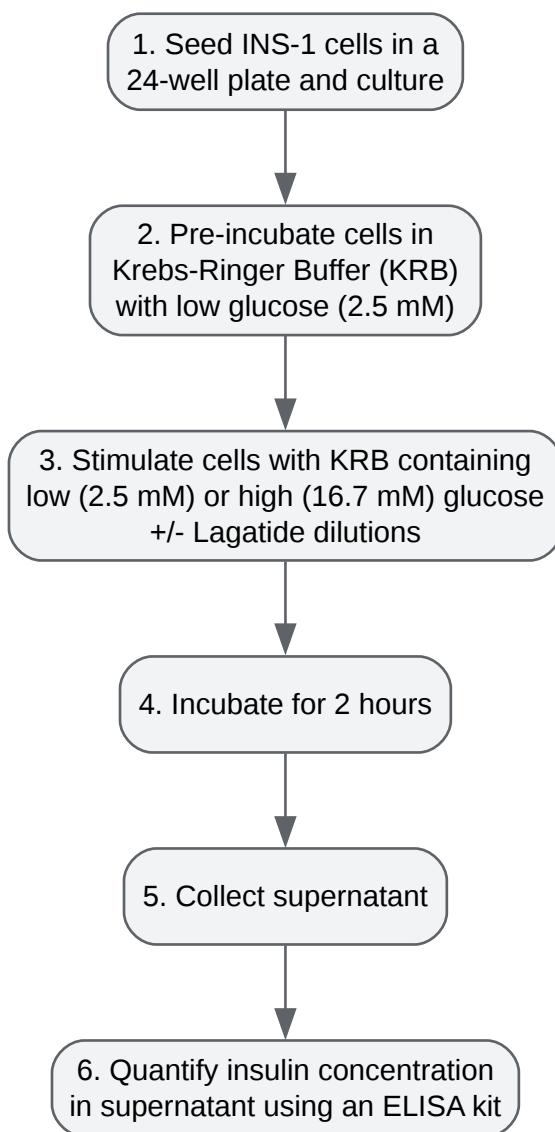 1. Seed INS-1 cells in a
24-well plate and culture
2. Pre-incubate cells in
Krebs-Ringer Buffer (KRB)
with low glucose (2.5 mM)
3. Stimulate cells with KRB containing
low (2.5 mM) or high (16.7 mM) glucose
+/- Lagatide dilutions
4. Incubate for 2 hours
5. Collect supernatant
6. Quantify insulin concentration
in supernatant using an ELISA kit